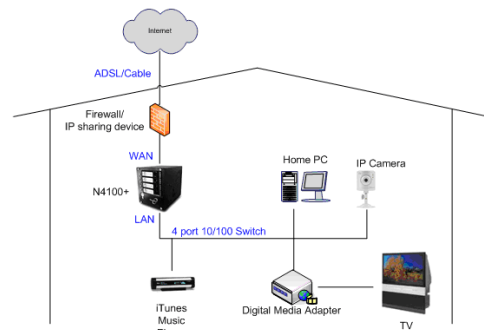 Internet
ADSL/Cable
Firewall/
IP sharing device
WAN
Home PC
IP Camera
N4100+
LAN
4 port 10/100 Switch
iTunes
Music
Digital Media Adapter
TV